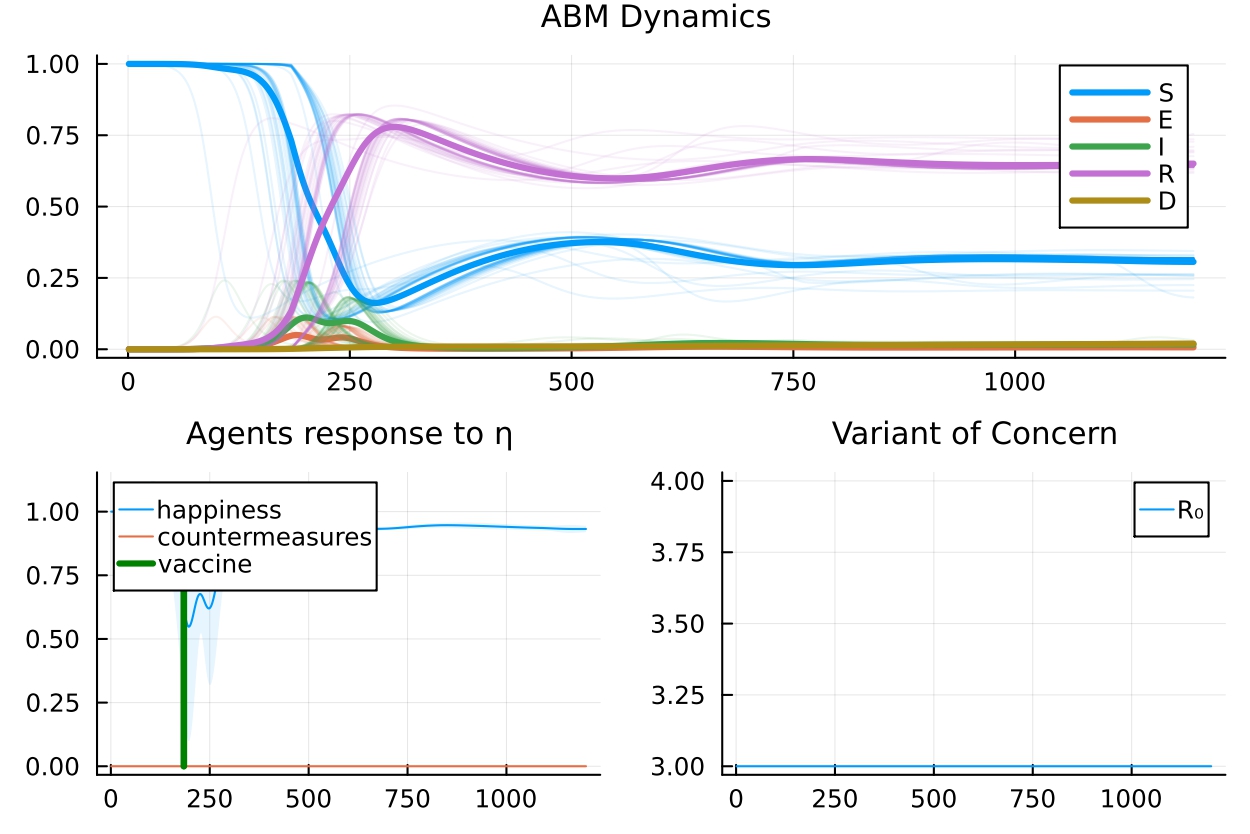 ABM Dynamics
1.00
0.75
0.50
0.25
0.00
S
E
I
R
D
0 250 500 750 1000
Agents response to η
1.00
0.75
0.50
0.25
0.00
happiness
countermeasures
vaccine
0 250 500 750 1000
Variant of Concern
4.00
3.75
3.50
3.25
3.00
R₀
0 250 500 750 1000